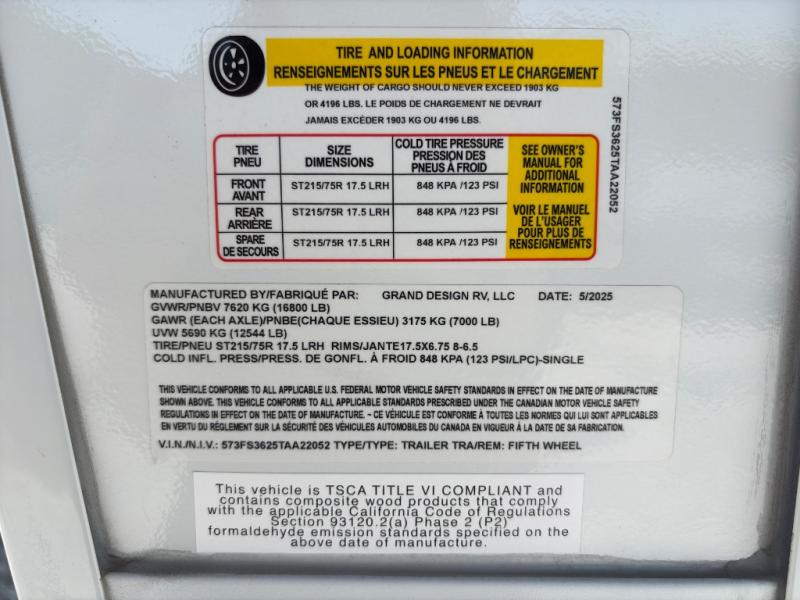 TIRE AND LOADING INFORMATION
RENSEIGNEMENTS SUR LES PNEUS ET LE CHARGEMENT
THE WEIGHT OF CARGO SHOULD NEVER EXCEED 1903 KG
OR 4196 LBS. LE POIDS DE CHARGEMENT NE DEVRAIT
JAMAIS EXCÉDER 1903 KG OU 4196 LBS.
573FS3625TAA22052
TIRE
PNEU
SIZE
DIMENSIONS
COLD TIRE PRESSURE
PRESSION DES
PNEUS À FROID
FRONT
AVANT
ST215/75R 17.5 LRH
848 KPA /123 PSI
REAR
ARRIÈRE
ST215/75R 17.5 LRH
848 KPA /123 PSI
SPARE
DE SECOURS
ST215/75R 17.5 LRH
848 KPA /123 PSI
SEE OWNER'S
MANUAL FOR
ADDITIONAL
INFORMATION
VOIR LE MANUEL
DE L'USAGER
POUR PLUS DE
RENSEIGNEMENTS
MANUFACTURED BY/FABRIQUÉ PAR: GRAND DESIGN RV, LLC DATE: 5/2025
GVWR/PNBV 7620 KG (16800 LB)
GAWR (EACH AXLE)/PNBE(CHAQUE ESSIEU) 3175 KG (7000 LB)
UVW 5690 KG (12544 LB)
TIRE/PNEU ST215/75R 17.5 LRH RIMS/JANTE17.5X6.75 8-6.5
COLD INFL. PRESS/PRESS. DE GONFL. À FROID 848 KPA (123 PSI/LPC)-SINGLE
THIS VEHICLE CONFORMS TO ALL APPLICABLE U.S. FEDERAL MOTOR VEHICLE SAFETY STANDARDS IN EFFECT ON THE DATE OF MANUFACTURE
SHOWN ABOVE. THIS VEHICLE CONFORMS TO ALL APPLICABLE STANDARDS PRESCRIBED UNDER THE CANADIAN MOTOR VEHICLE SAFETY
REGULATIONS IN EFFECT ON THE DATE OF MANUFACTURE. ~ CE VÉHICULE EST CONFORME À TOUTES LES NORMES QUI LUI SONT APPLICABLES
EN VERTU DU RÈGLEMENT SUR LA SÉCURITÉ DES VÉHICULES AUTOMOBILES DU CANADA EN VIGUEUR À LA DATE DE SA FABRICATION.
V.I.N./N.I.V.: 573FS3625TAA22052 TYPE/TYPE: TRAILER TRA/REM: FIFTH WHEEL
This vehicle is TSCA TITLE VI COMPLIANT and
contains composite wood products that comply
with the applicable California Code of Regulations
Section 93120.2(a) Phase 2 (P2)
formaldehyde emission standards specified on the
above date of manufacture.